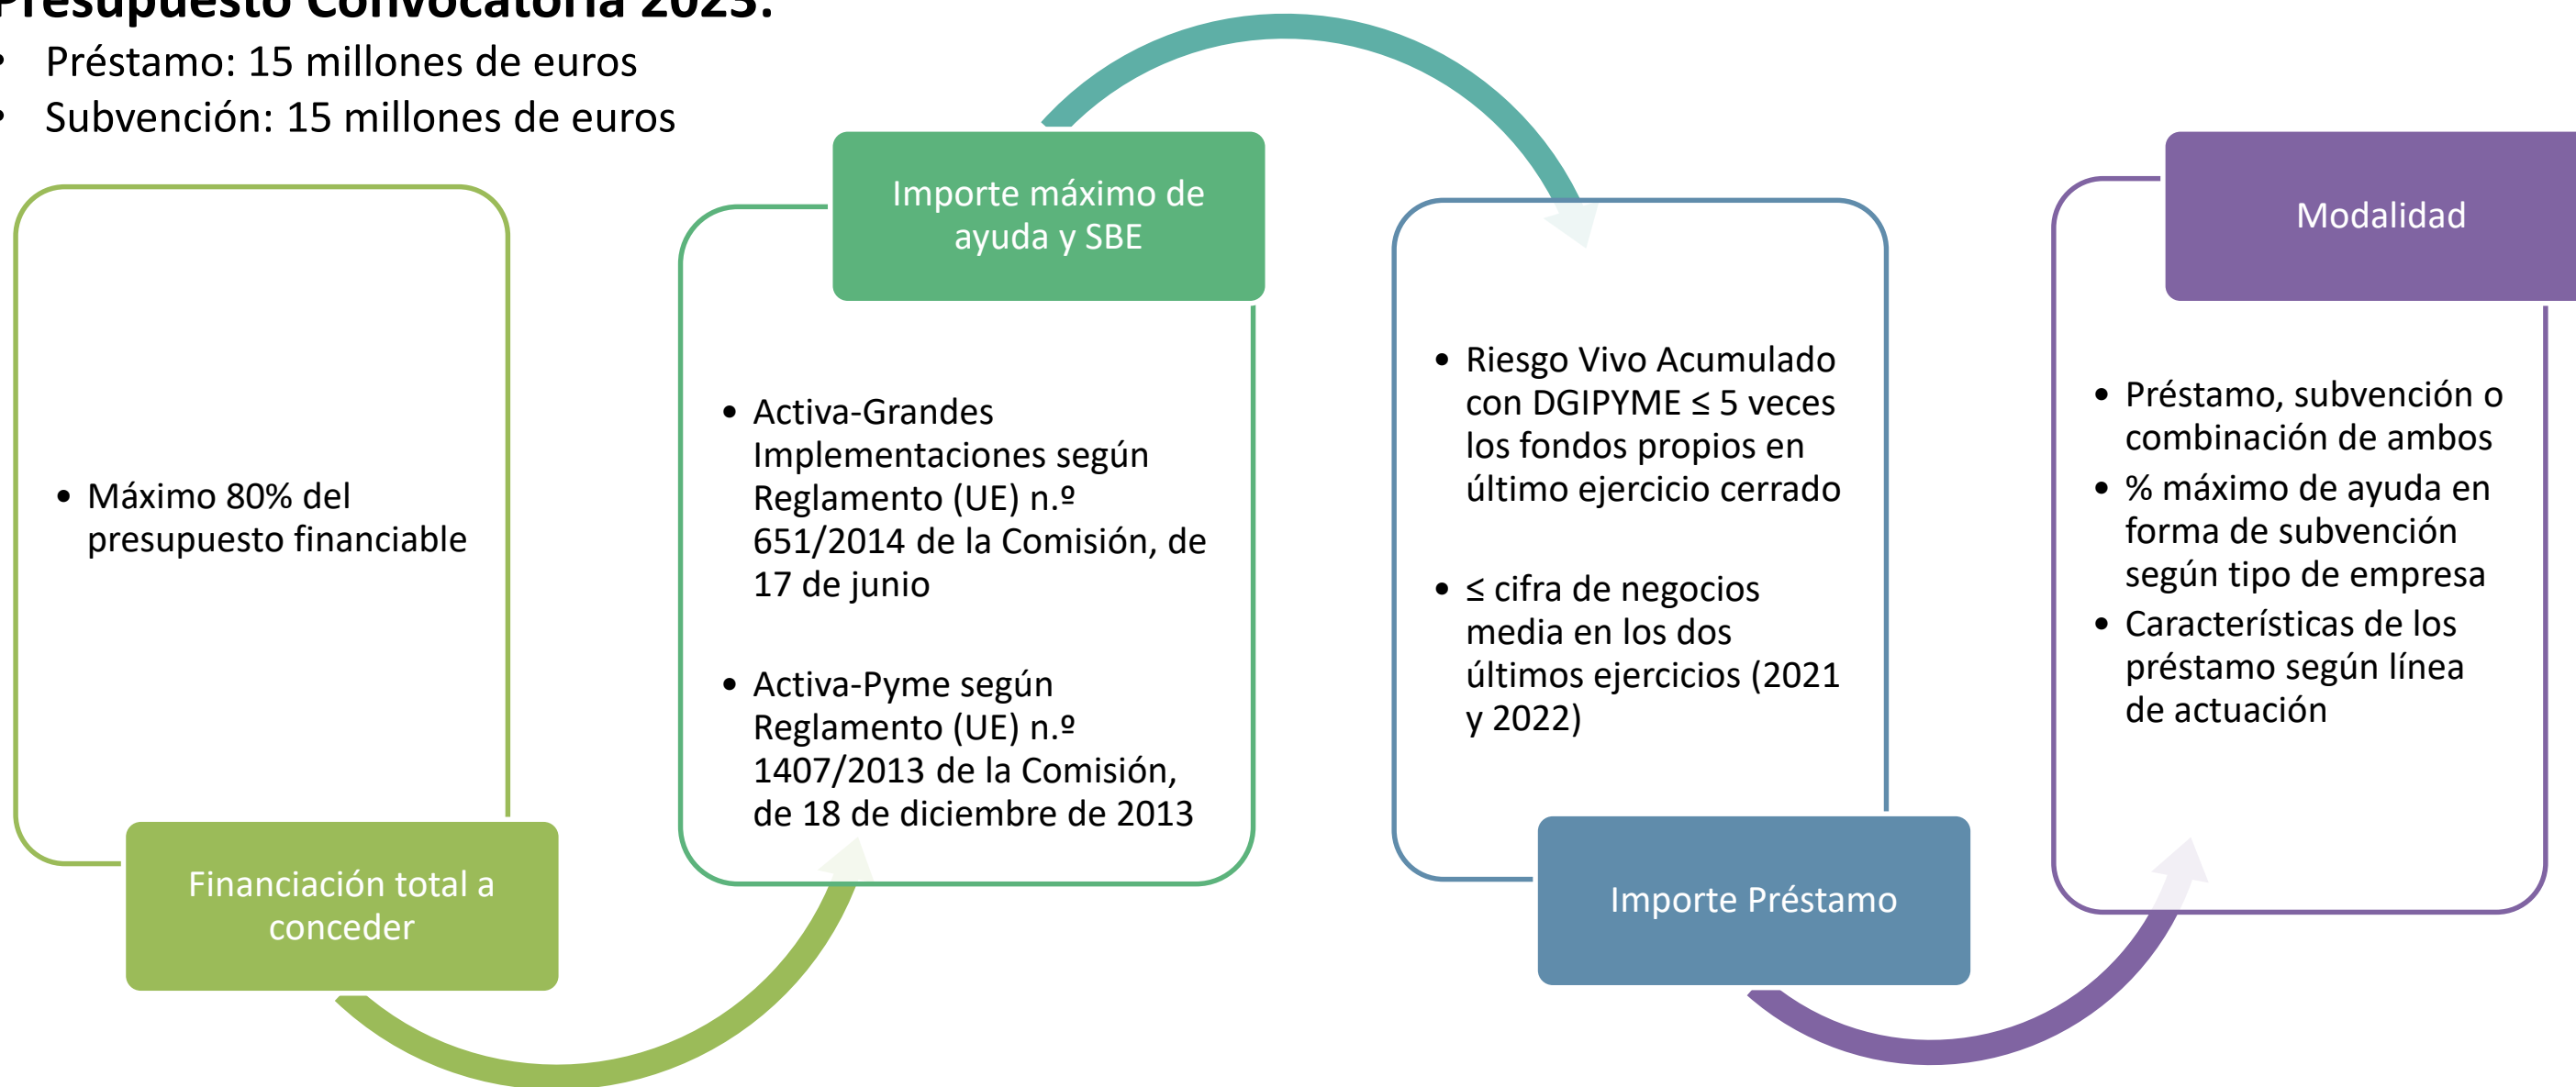 Presupuesto Convocatoria 2023:
• Préstamo: 15 millones de euros
• Subvención: 15 millones de euros
• Máximo 80% del
presupuesto financiable
Financiación total a
conceder
Importe máximo de
ayuda y SBE
• Activa-Grandes
Implementaciones según
Reglamento (UE) n.º
651/2014 de la Comisión, de
17 de junio
• Activa-Pyme según
Reglamento (UE) n.º
1407/2013 de la Comisión,
de 18 de diciembre de 2013
• Riesgo Vivo Acumulado
con DGIPYME ≤ 5 veces
los fondos propios en
último ejercicio cerrado
• ≤ cifra de negocios
media en los dos
últimos ejercicios (2021
y 2022)
Importe Préstamo
Modalidad
• Préstamo, subvención o
combinación de ambos
• % máximo de ayuda en
forma de subvención
según tipo de empresa
• Características de los
préstamo según línea
de actuación